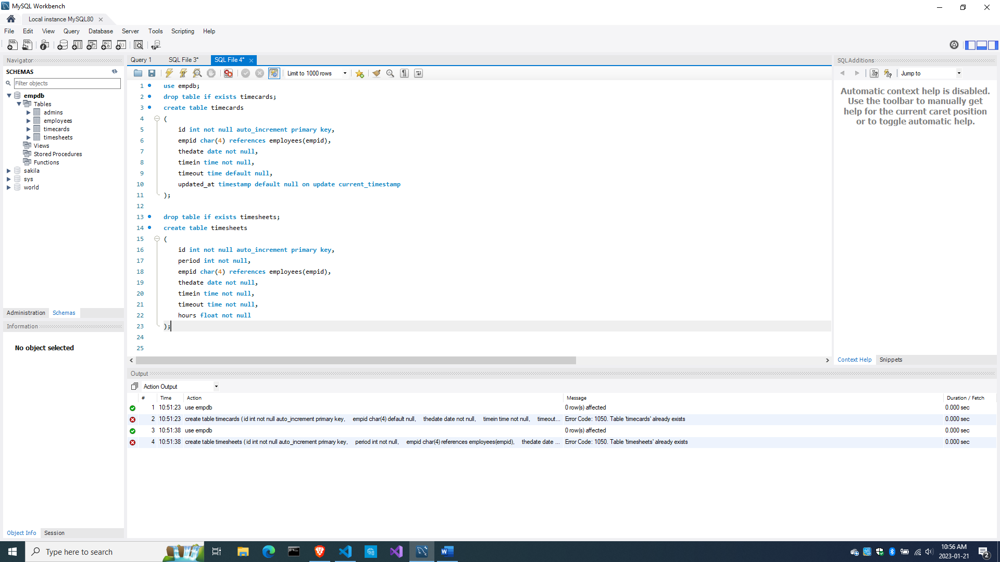 MySQL Workbench
Local instance MySQL80
File Edit View Query Database Server Tools Scripting Help
Navigator
SCHEMAS
Filter objects
empdb
Tables
admins
employees
timecards
timesheets
Views
Stored Procedures
Functions
sakila
sys
world
Administration Schemas
Information
No object selected
Object Info Session
Query 1 SQL File 3* SQL File 4*
Limit to 1000 rows
1 use empdb;
2 drop table if exists timecards;
3 create table timecards
4 (
5 id int not null auto_increment primary key,
6 empid char(4) references employees(empid),
7 thedate date not null,
8 timein time not null,
9 timeout time default null,
10 updated_at timestamp default null on update current_timestamp
11 );
12
13 drop table if exists timesheets;
14 create table timesheets
15 (
16 id int not null auto_increment primary key,
17 period int not null,
18 empid char(4) references employees(empid),
19 thedate date not null,
20 timein time not null,
21 timeout time not null,
22 hours float not null
23 );
24
25
SQLAdditions
Jump to
Automatic context help is disabled.
Use the toolbar to manually get
help for the current caret position
or to toggle automatic help.
Context Help Snippets
Output
Action Output
# Time Action Message Duration / Fetch
1 10:51:23 use empdb 0 row(s) affected 0.000 sec
2 10:51:23 create table timecards ( id int not null auto_increment primary key, empid char(4) default null, thedate date not null, timein time not null, timeout... Error Code: 1050. Table 'timecards' already exists 0.000 sec
3 10:51:38 use empdb 0 row(s) affected 0.000 sec
4 10:51:38 create table timesheets ( id int not null auto_increment primary key, period int not null, empid char(4) references employees(empid), thedate date ... Error Code: 1050. Table 'timesheets' already exists 0.000 sec
Type here to search
10:56 AM
2023-01-21
2